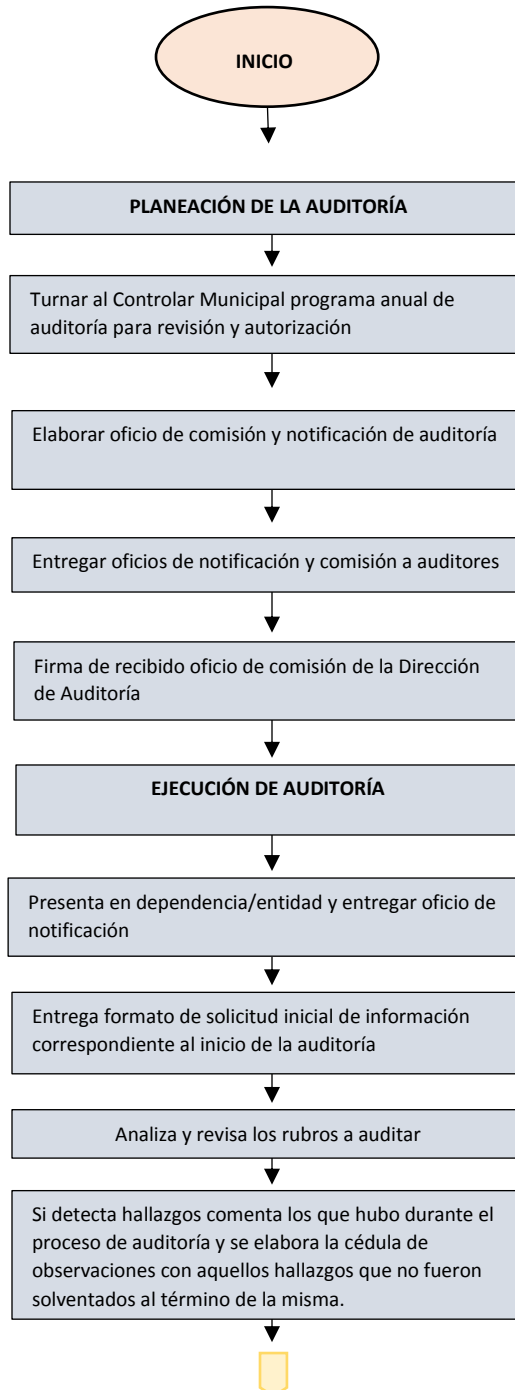 INICIO
PLANEACIÓN DE LA AUDITORÍA
Turnar al Controlar Municipal programa anual de
auditoría para revisión y autorización
Elaborar oficio de comisión y notificación de auditoría
Entregar oficios de notificación y comisión a auditores
Firma de recibido oficio de comisión de la Dirección
de Auditoría
EJECUCIÓN DE AUDITORÍA
Presenta en dependencia/entidad y entregar oficio de
notificación
Entrega formato de solicitud inicial de información
correspondiente al inicio de la auditoría
Analiza y revisa los rubros a auditar
Si detecta hallazgos comenta los que hubo durante el
proceso de auditoría y se elabora la cédula de
observaciones con aquellos hallazgos que no fueron
solventados al término de la misma.